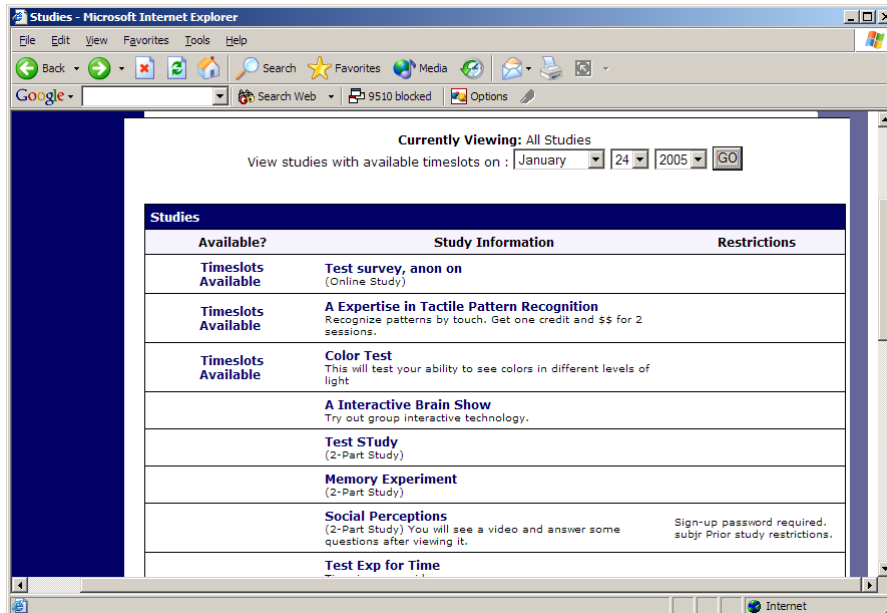 Studies - Microsoft Internet Explorer
File Edit View Favorites Tools Help
Back Search Favorites Media
Google Search Web 9510 blocked Options
Currently Viewing: All Studies
View studies with available timeslots on : January 24 2005 GO
Studies
Available? Study Information Restrictions
Timeslots Available
Test survey, anon on
(Online Study)
Timeslots Available
A Expertise in Tactile Pattern Recognition
Recognize patterns by touch. Get one credit and $$ for 2
sessions.
Timeslots Available
Color Test
This will test your ability to see colors in different levels of
light
A Interactive Brain Show
Try out group interactive technology.
Test STudy
(2-Part Study)
Memory Experiment
(2-Part Study)
Social Perceptions
(2-Part Study) You will see a video and answer some
questions after viewing it.
Sign-up password required.
subjr Prior study restrictions.
Test Exp for Time
Internet